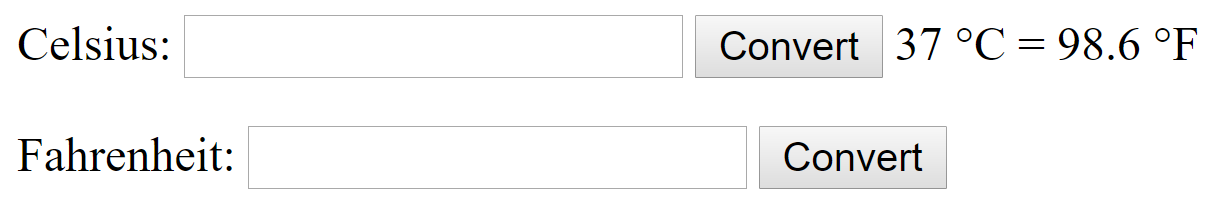 Celsius: Convert 37 °C = 98.6 °F
Fahrenheit: Convert